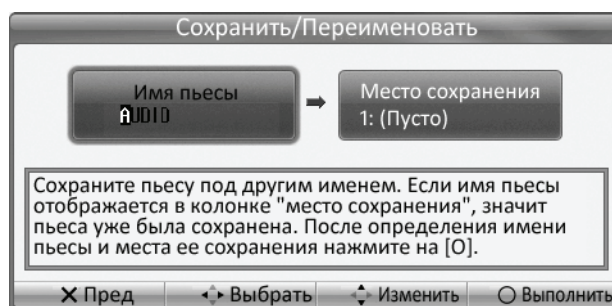 Сохранить/Переименовать
Имя пьесы
AUDIO
Место сохранения
1: (Пусто)
Сохраните пьесу под другим именем. Если имя пьесы
отображается в колонке "место сохранения", значит
пьеса уже была сохранена. После определения имени
пьесы и места ее сохранения нажмите на [O].
Пред Выбрать Изменить Выполнить